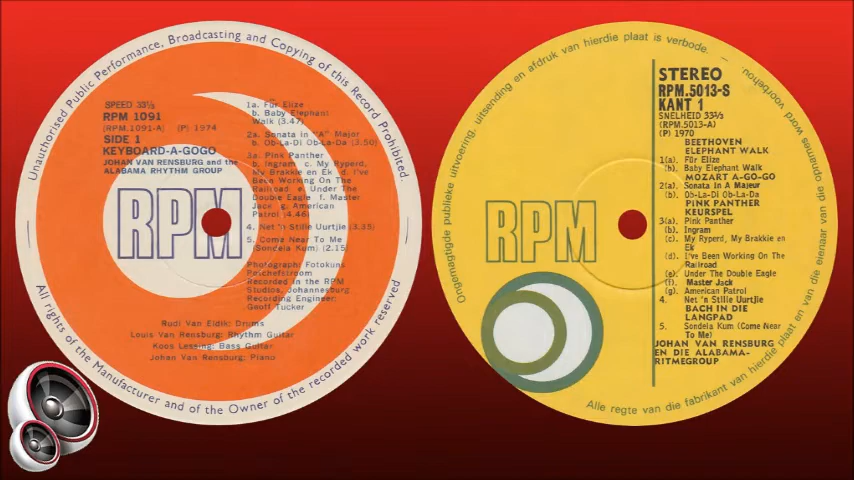 Unauthorised Public Performance, Broadcasting and Copying of this Record Prohibited.
SPEED 33⅓
RPM 1091
(RPM.1091-A) (P) 1974
SIDE 1
KEYBOARD-A-GOGO
JOHAN VAN RENSBURG and the
ALABAMA RHYTHM GROUP
1a. Für Elize
b. Baby Elephant
Walk (3.47)
2a. Sonata in "A" Major
b. Ob-La-Di Ob-La-Da (3.50)
3a. Pink Panther
b. Ingram c. My Ryperd,
My Brakkie en Ek d. I've
Been Working On The
Railroad e. Under The
Double Eagle f. Master
Jack g. American
Patrol (4.46)
4. Net 'n Stille Uurtjie (3.35)
5. Come Near To Me
(Sondela Kum) (2.15)
RPM
Photograph: Fotokuns
Potchefstroom
Recorded in the RPM
Studios, Johannesburg
Recording Engineer:
Geoff Tucker
Rudi Van Eldik: Drums
Louis Van Rensburg: Rhythm Guitar
Koos Lessing: Bass Guitar
Johan Van Rensburg: Piano
All rights of the Manufacturer and of the Owner of the recorded work reserved
Ongemagtigde publieke uitvoering, uitsending en afdruk van hierdie plaat is verbode. –
STEREO
RPM.5013-S
KANT 1
SNELHEID 33⅓
(RPM.5013-A)
(P) 1970
BEETHOVEN
ELEPHANT WALK
1(a). Für Elize
(b). Baby Elephant Walk
MOZART A-GO-GO
2(a). Sonata In A Majeur
(b) Ob-La-Di Ob-La-Da
PINK PANTHER
KEURSPEL
3(a). Pink Panther
(b). Ingram
(c). My Ryperd, My Brakkie en
Ek
(d). I've Been Working On The
Railroad
(e). Under The Double Eagle
(f). Master Jack
(g). American Patrol
4. Net 'n Stille Uurtjie
BACH IN DIE
LANGPAD
5. Sondela Kum (Come Near
To Me)
JOHAN VAN RENSBURG
EN DIE ALABAMA-
RITMEGROUP
RPM
Alle regte van die fabrikant van hierdie plaat en van die eienaar van die opgenome werk voorbehou.